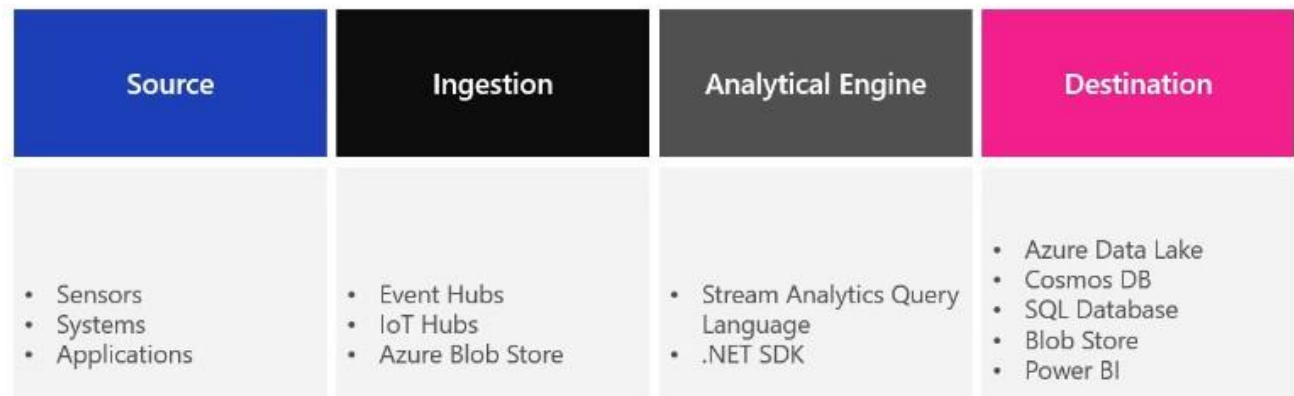 Source
Ingestion
Analytical Engine
Destination
• Sensors
• Systems
• Applications
• Event Hubs
• IoT Hubs
• Azure Blob Store
• Stream Analytics Query
Language
• .NET SDK
• Azure Data Lake
• Cosmos DB
• SQL Database
• Blob Store
• Power BI